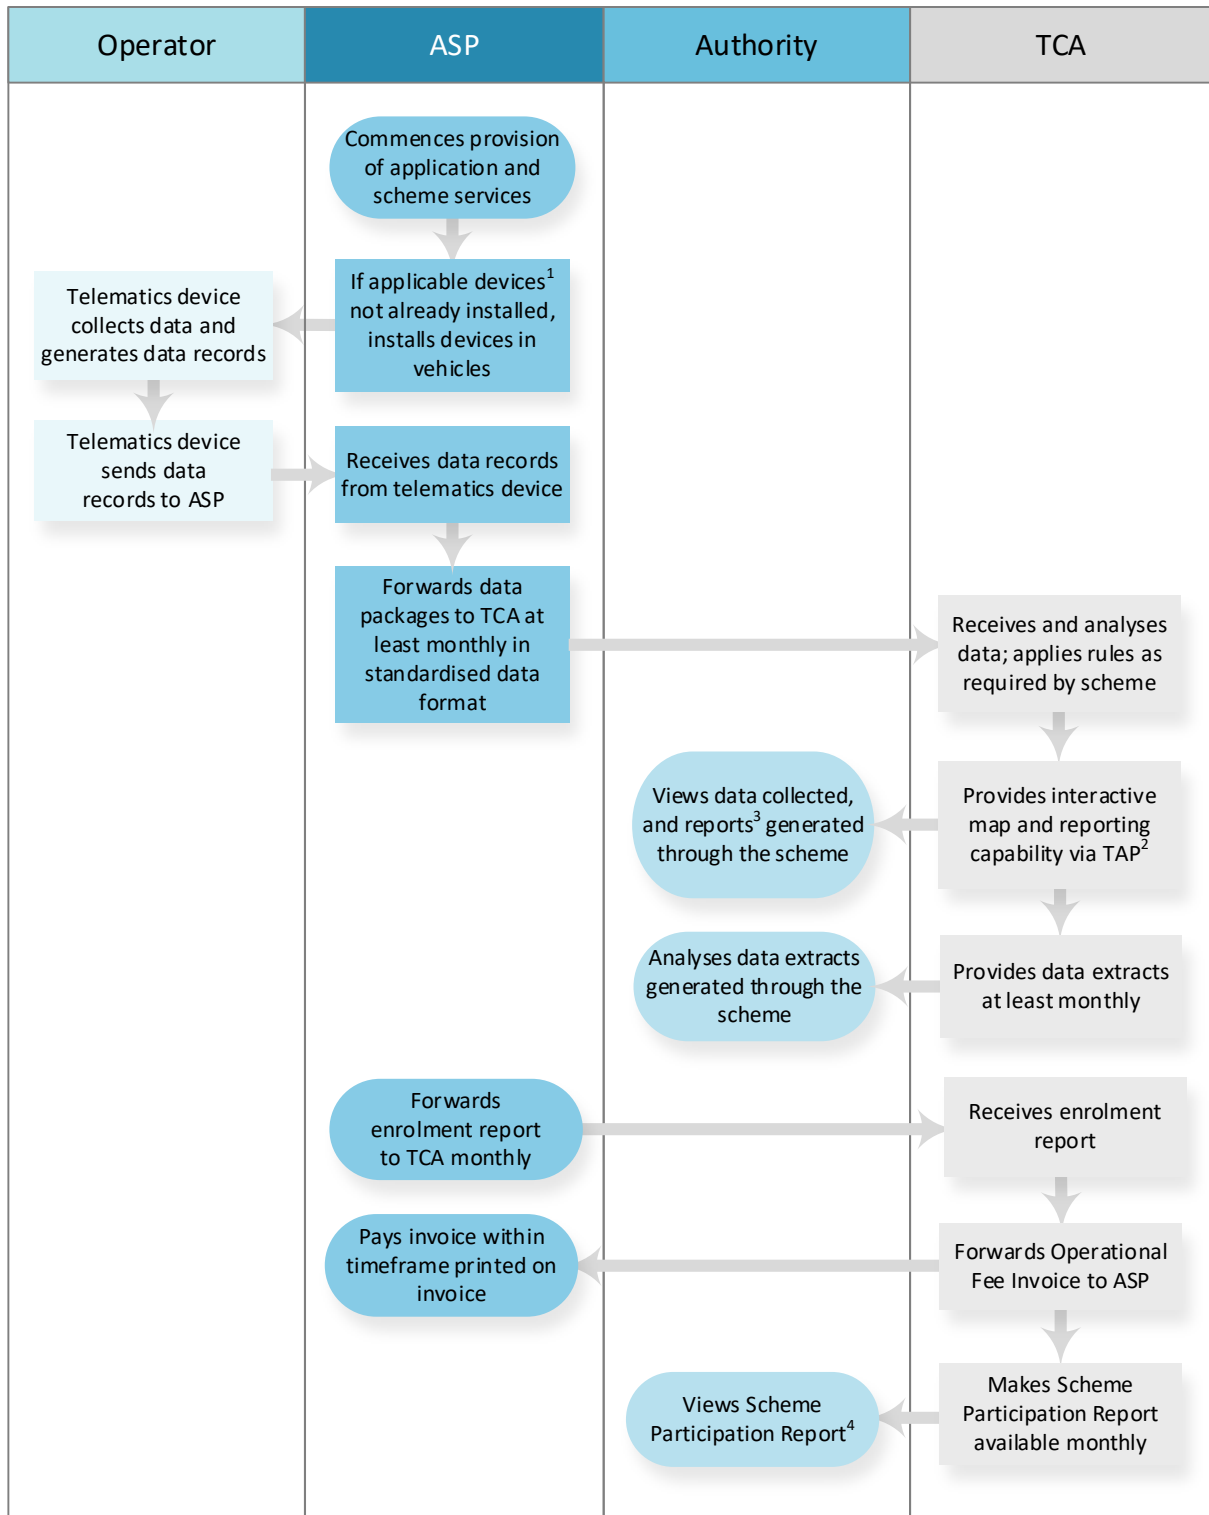 Operator
ASP
Authority
TCA
Commences provision
of application and
scheme services
If applicable devices1
not already installed,
installs devices in
vehicles
Telematics device
collects data and
generates data records
Telematics device
sends data
records to ASP
Receives data records
from telematics device
Forwards data
packages to TCA at
least monthly in
standardised data
format
Receives and analyses
data; applies rules as
required by scheme
Views data collected,
and reports3 generated
through the scheme
Provides interactive
map and reporting
capability via TAP2
Analyses data extracts
generated through the
scheme
Provides data extracts
at least monthly
Forwards
enrolment report
to TCA monthly
Receives enrolment
report
Pays invoice within
timeframe printed on
invoice
Forwards Operational
Fee Invoice to ASP
Views Scheme
Participation Report4
Makes Scheme
Participation Report
available monthly